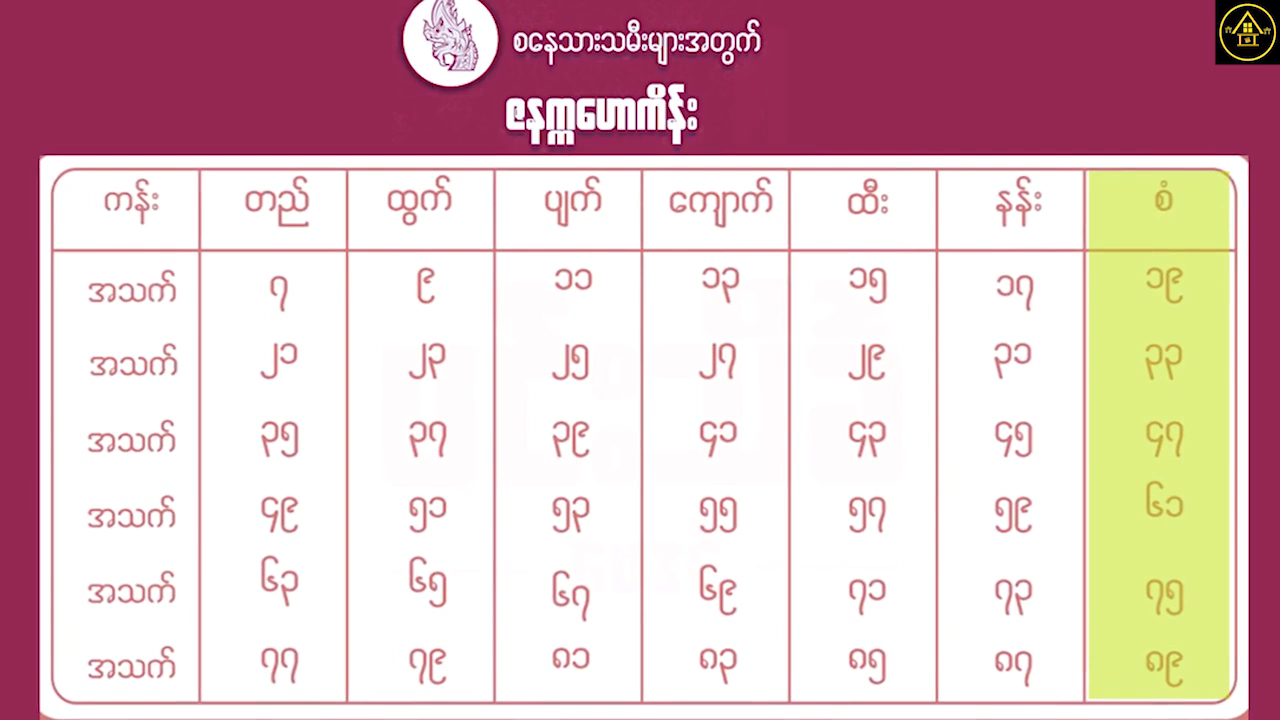 စနေသားသမီးများအတွက်
ဇနက္ကဟောကိန်း
ကန်း တည် ထွက် ပျက် ကျောက် ထီး နန်း စံ
အသက် ၇ ၉ ၁၁ ၁၃ ၁၅ ၁၇ ၁၉
အသက် ၂၁ ၂၃ ၂၅ ၂၇ ၂၉ ၃၁ ၃၃
အသက် ၃၅ ၃၇ ၃၉ ၄၁ ၄၃ ၄၅ ၄၇
အသက် ၄၉ ၅၁ ၅၃ ၅၅ ၅၇ ၅၉ ၆၁
အသက် ၆၃ ၆၅ ၆၇ ၆၉ ၇၁ ၇၃ ၇၅
အသက် ၇၇ ၇၉ ၈၁ ၈၃ ၈၅ ၈၇ ၈၉